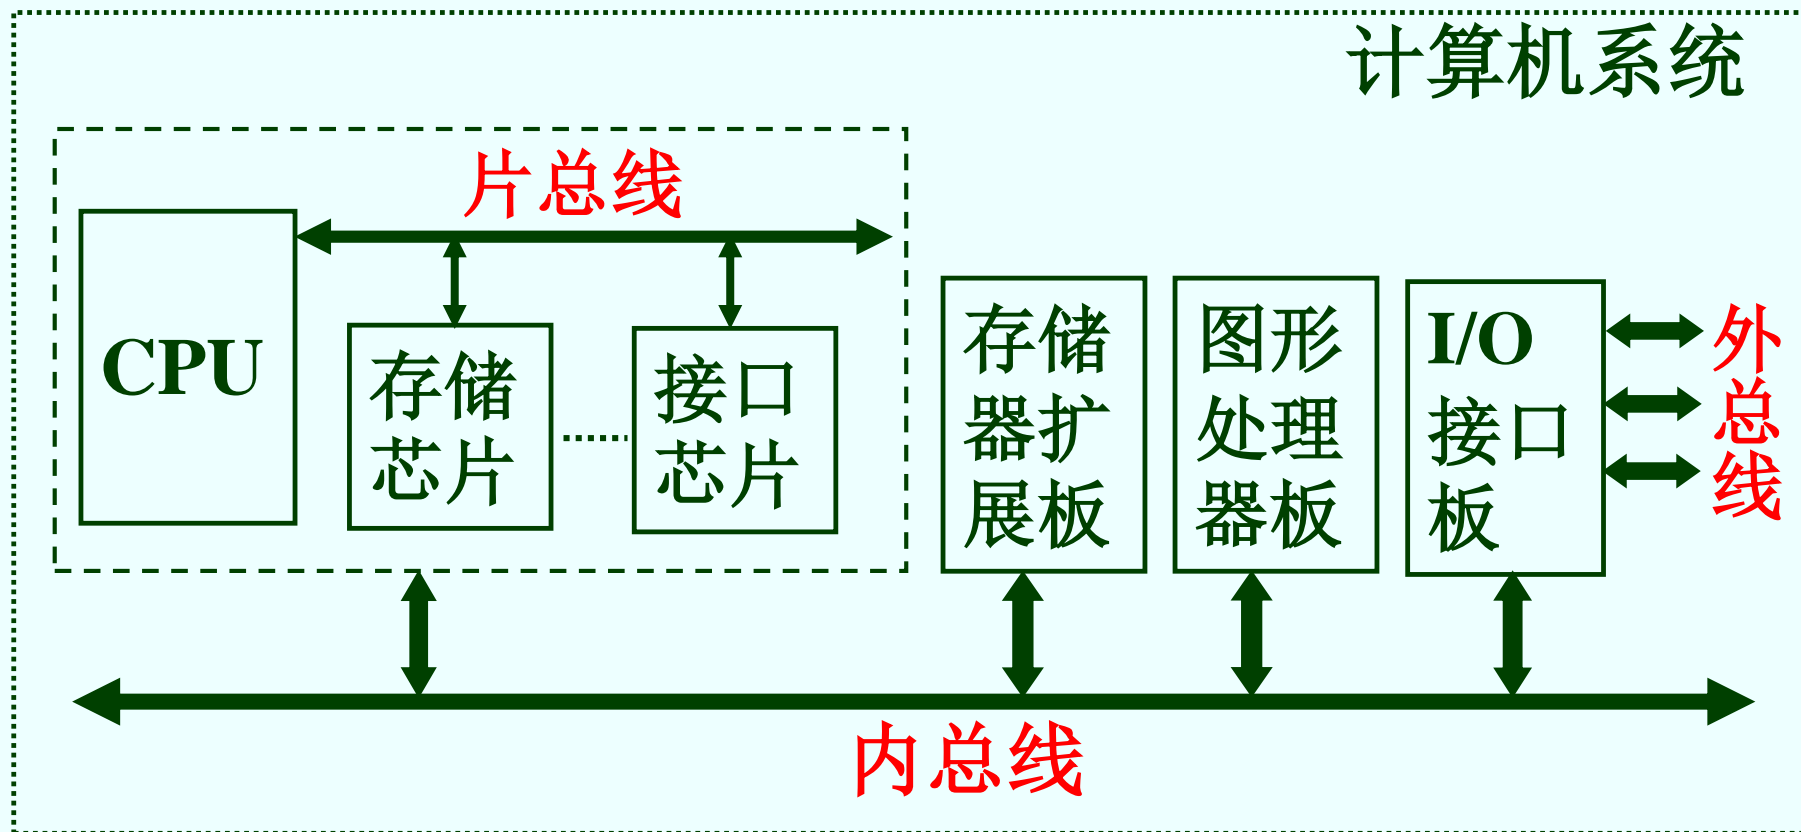 计算机系统
片总线
CPU
存储
芯片
接口
芯片
存储
器扩
展板
图形
处理
器板
I/O
接口
板
外
总
线
内总线